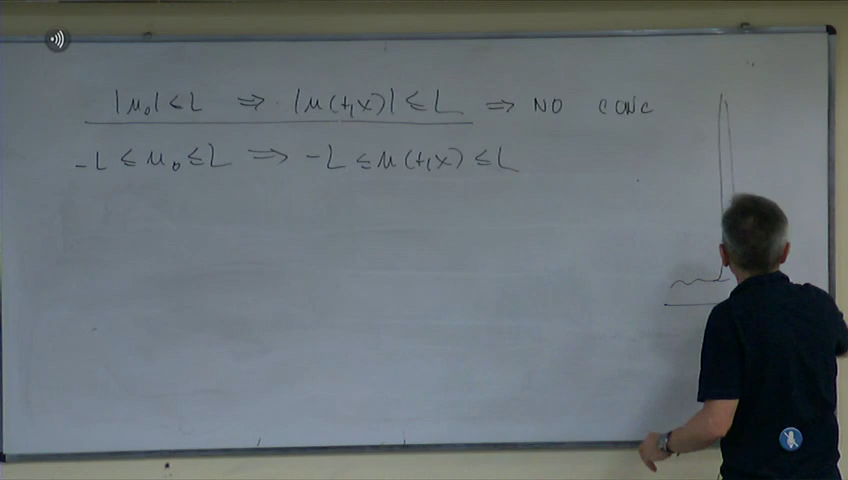 |u₀| ≤ L ⇒ |u(t,x)| ≤ L ⇒ NO CONC
-L ≤ u₀ ≤ L ⇒ -L ≤ u(t,x) ≤ L